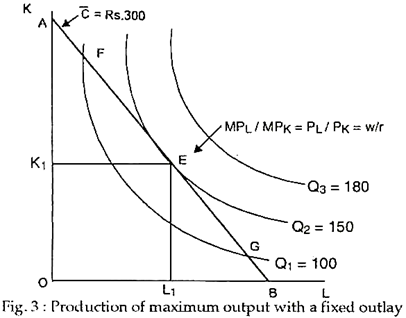 K
A
C̅ = Rs.300
F
MPL / MPK = PL / PK = w/r
K1
E
Q3 = 180
Q2 = 150
G
Q1 = 100
O
L1
B
L
Fig. 3 : Production of maximum output with a fixed outlay